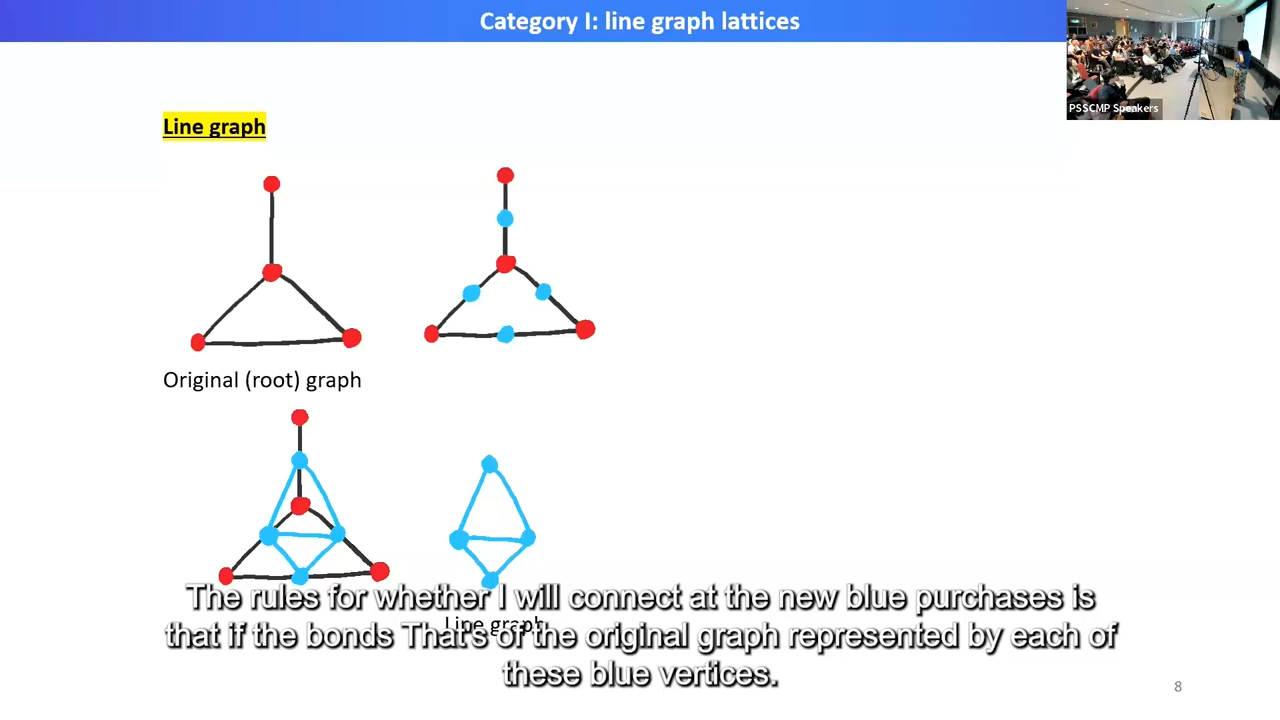 Category I: line graph lattices
PSSCMP Speakers
Line graph
Original (root) graph
Line graph
The rules for whether I will connect at the new blue purchases is
that if the bonds That's of the original graph represented by each of
these blue vertices.
8